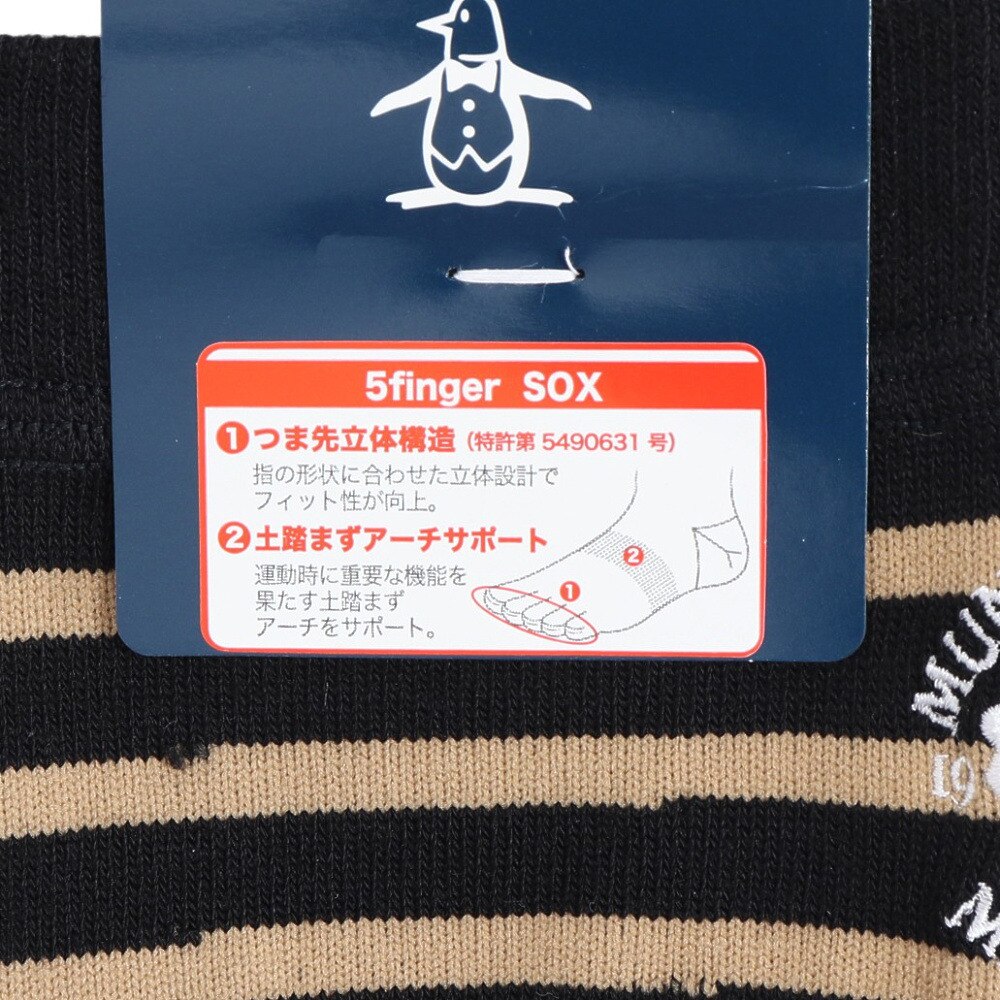 5finger SOX
①つま先立体構造（特許第 5490631 号）
指の形状に合わせた立体設計で
フィット性が向上。
②土踏まずアーチサポート
運動時に重要な機能を
果たす土踏まず
アーチをサポート。
①
②
19